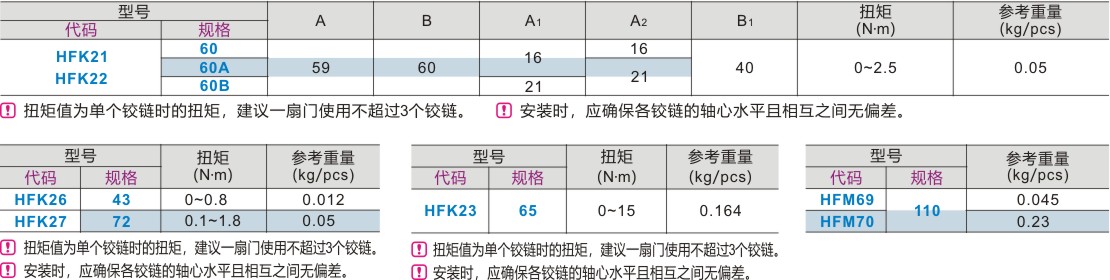 型号 A B A1 A2 B1 扭矩 (N·m) 参考重量 (kg/pcs)
代码 规格
HFK21 HFK22 60 60A 60B 59 60 16 21 16 21 40 0~2.5 0.05
扭矩值为单个铰链时的扭矩，建议一扇门使用不超过3个铰链。 安装时，应确保各铰链的轴心水平且相互之间无偏差。
型号 扭矩 (N·m) 参考重量 (kg/pcs)
代码 规格
HFK26 43 0~0.8 0.012
HFK27 72 0.1~1.8 0.05
扭矩值为单个铰链时的扭矩，建议一扇门使用不超过3个铰链。
安装时，应确保各铰链的轴心水平且相互之间无偏差。
型号 扭矩 (N·m) 参考重量 (kg/pcs)
代码 规格
HFK23 65 0~15 0.164
扭矩值为单个铰链时的扭矩，建议一扇门使用不超过3个铰链。
安装时，应确保各铰链的轴心水平且相互之间无偏差。
型号 参考重量 (kg/pcs)
代码 规格
HFM69 110 0.045
HFM70 0.23